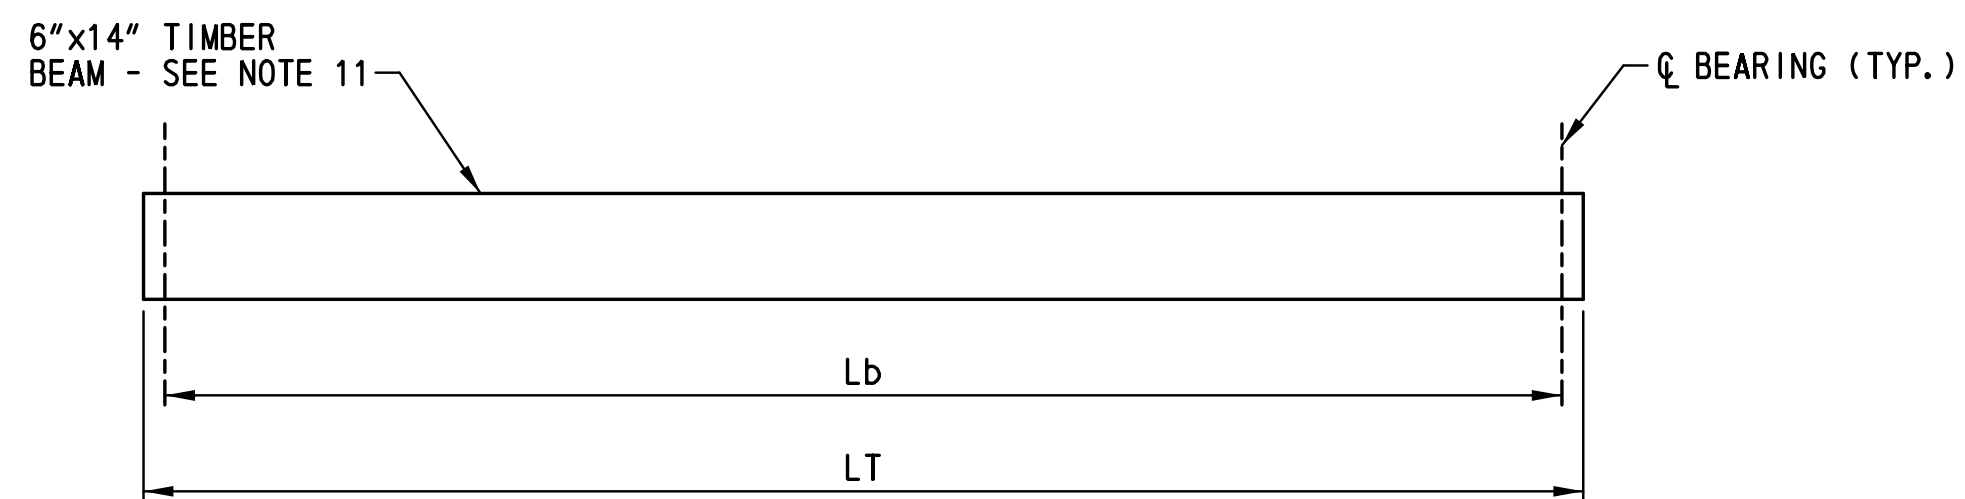 6"x14" TIMBER
BEAM - SEE NOTE 11
℄ BEARING (TYP.)
Lb
LT